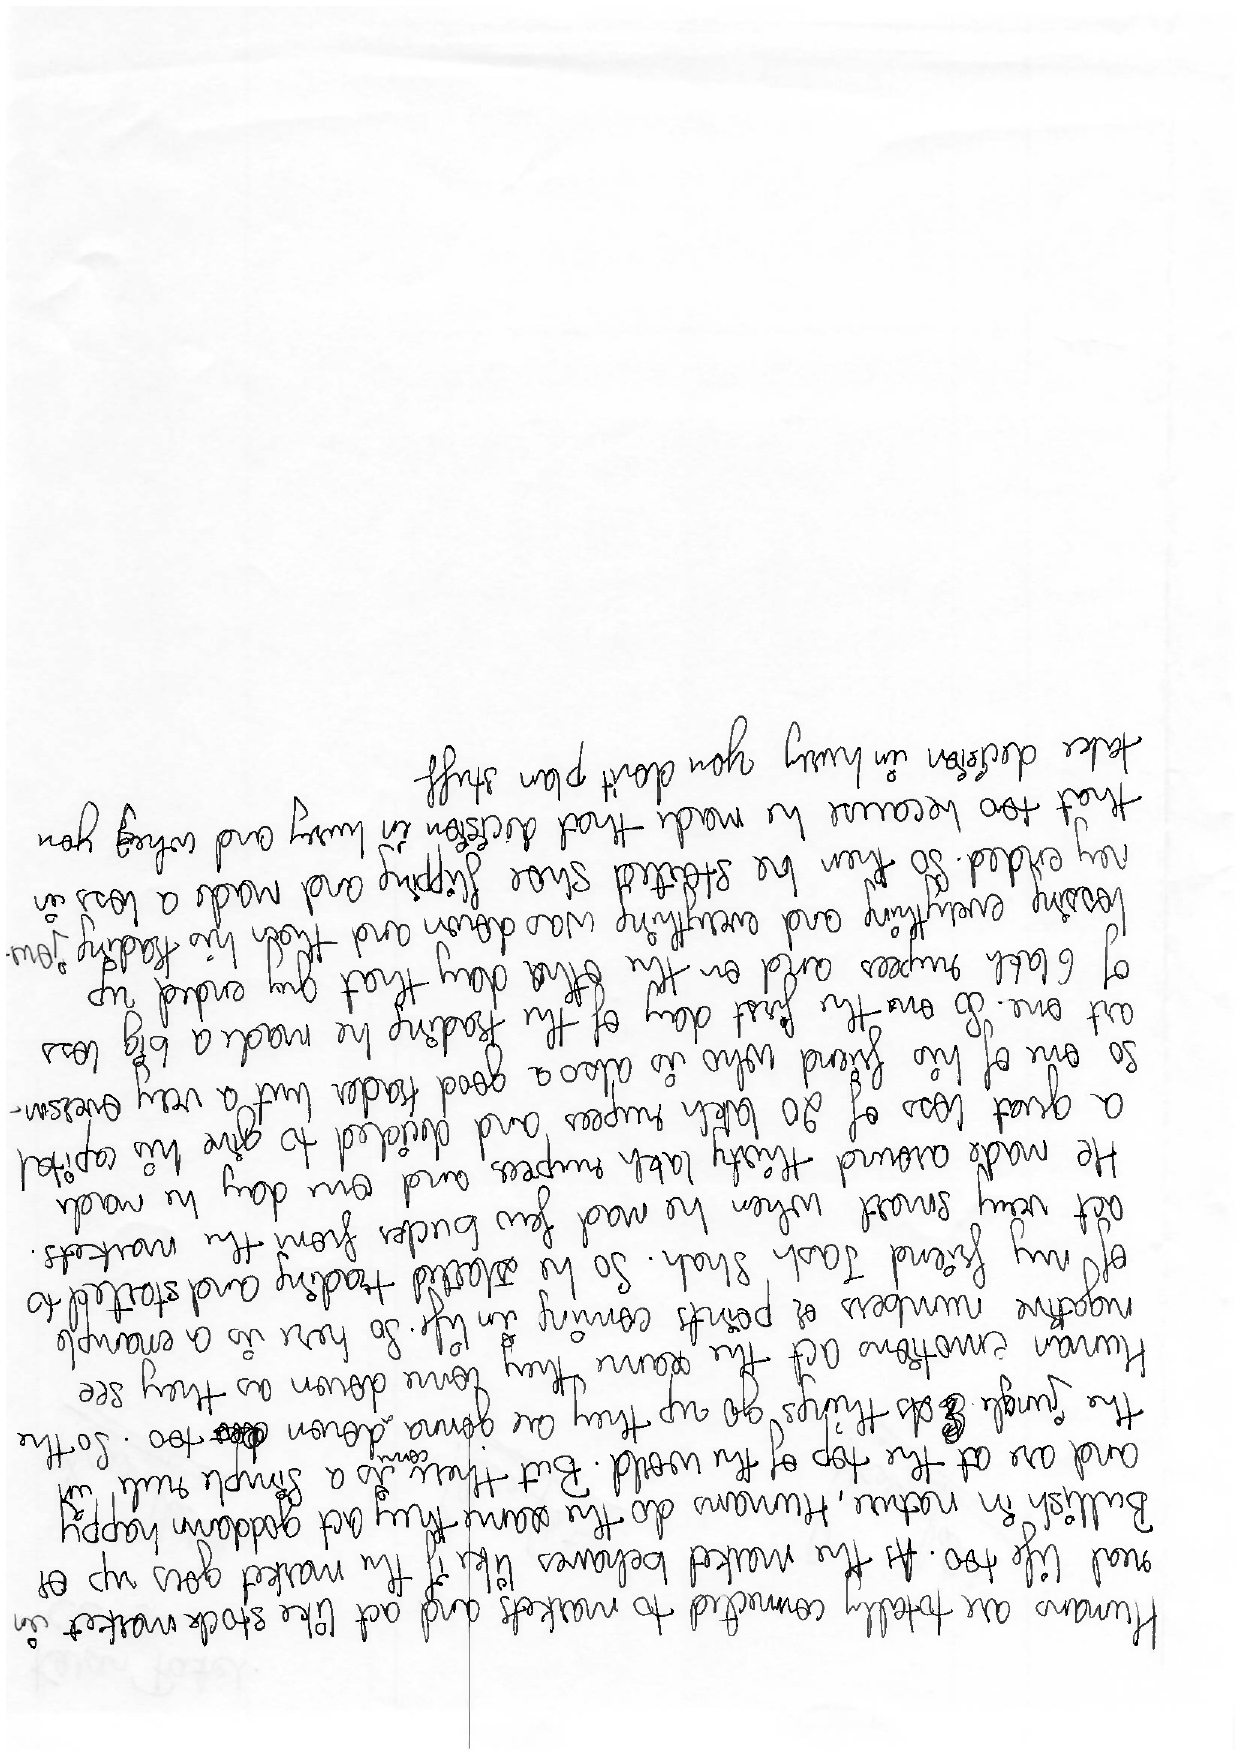 Humans are totally connected to markets and act like stock market in
real life too. As the market behaves like if the market goes up or
Bullish in nature, Humans do the same they act goddamn happy
and are at the top of the world. But there is a Simple rule in
the jungle. As things go up they are gonna come down too. So the
Human emotions act the same they come down as they see
negative numbers or points coming in life. So here is a example
of my friend Jash Shah. So he started trading and started to
act very smart when he mad few bucks from the markets.
He made around thirty lakh rupees and one day he made
a great loss of 20 lakh rupees and decided to give his capital
So one of his friend who is also a good trader but a very oversm-
art one. So one the first day of the trading he made a big loss
of 6 lakh rupees and on the other day that guy ended up
lossing everything and everything was down and then his trading jour-
ney ended. So then he started shoe flipping and made a loss in
that too because he made that decision in hurry and when you
take decision in hurry you don't plan stuff